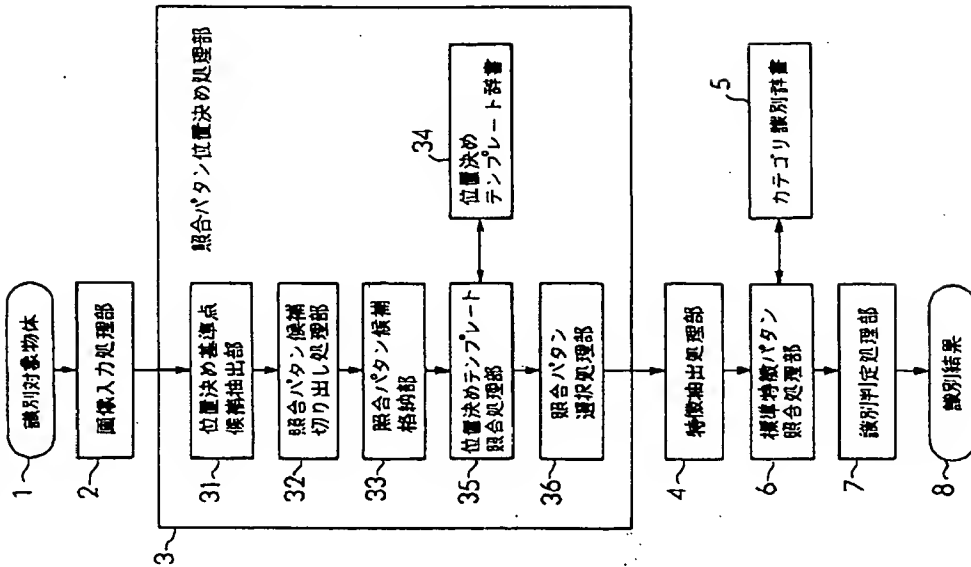 1
識別対象物体
2
画像入力処理部
3
照合パタン位置決め処理部
31
位置決め基準点
候補抽出部
32
照合パタン候補
切り出し処理部
33
照合パタン候補
格納部
34
位置決め
テンプレート辞書
35
位置決めテンプレート
照合処理部
36
照合パタン
選択処理部
4
特徴抽出処理部
5
カテゴリ識別辞書
6
標準特徴パタン
照合処理部
7
識別判定処理部
8
識別結果